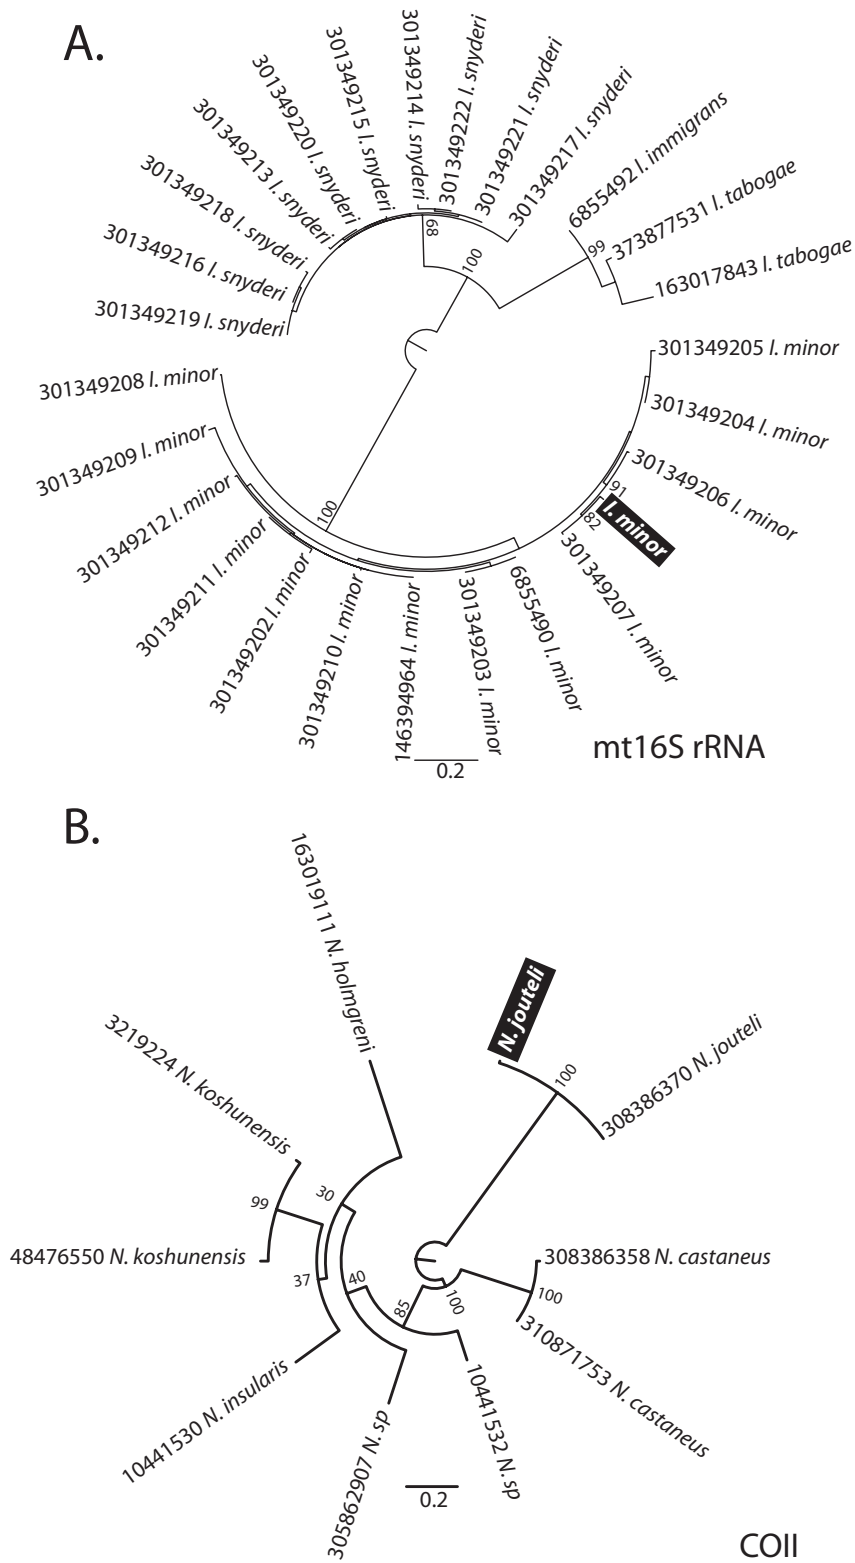 A.
301349219 I. snyderi
301349216 I. snyderi
301349218 I. snyderi
301349213 I. snyderi
301349220 I. snyderi
301349215 I. snyderi
301349214 I. snyderi
301349222 I. snyderi
301349221 I. snyderi
301349217 I. snyderi
6855492 I. immigrans
373877531 I. tabogae
163017843 I. tabogae
68
100
99
301349205 I. minor
301349204 I. minor
301349206 I. minor
91
I. minor
82
301349207 I. minor
6855490 I. minor
301349203 I. minor
146394964 I. minor
301349210 I. minor
301349202 I. minor
301349211 I. minor
301349212 I. minor
301349209 I. minor
301349208 I. minor
100
mt16S rRNA
0.2
B.
163019111 N. holmgreni
N. jouteli
100
308386370 N. jouteli
3219224 N. koshunensis
99
30
48476550 N. koshunensis
37
40
85
100
308386358 N. castaneus
100
310871753 N. castaneus
10441530 N. insularis
305862907 N. sp
10441532 N. sp
0.2
COII